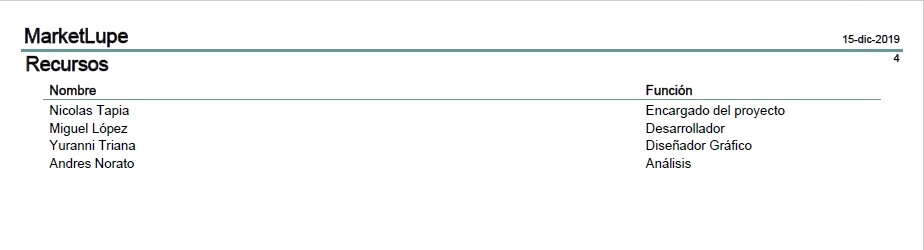 MarketLupe
15-dic-2019
Recursos
4
Nombre Función
Nicolas Tapia Encargado del proyecto
Miguel López Desarrollador
Yuranni Triana Diseñador Gráfico
Andres Norato Análisis